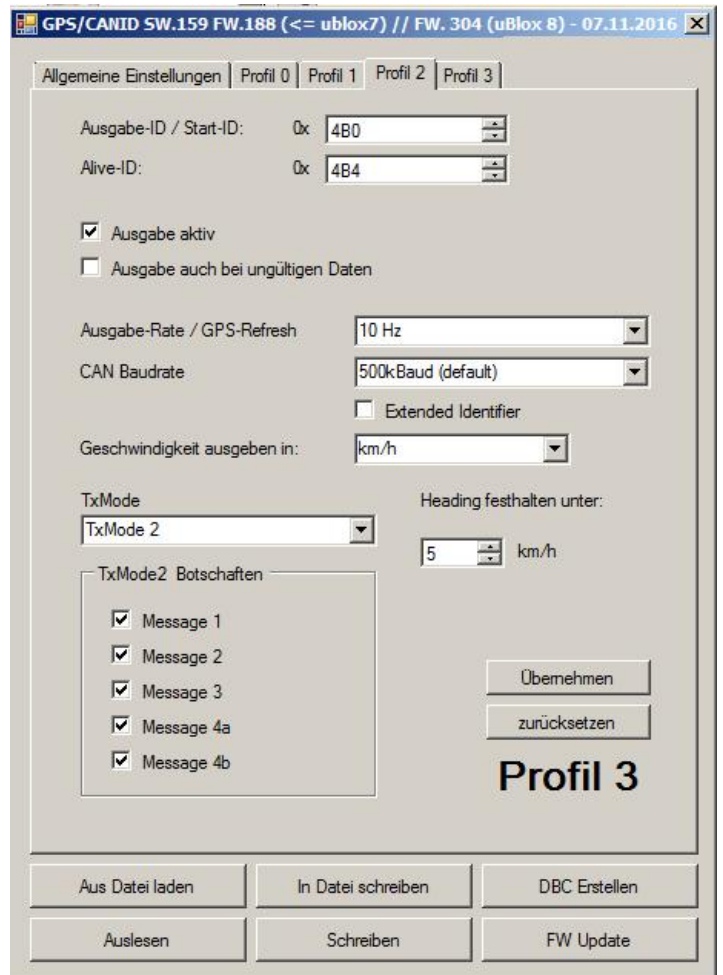 GPS/CANID SW.159 FW.188 (<= ublox7) // FW. 304 (uBlox 8) - 07.11.2016
Allgemeine Einstellungen Profil 0 Profil 1 Profil 2 Profil 3
Ausgabe-ID / Start-ID: 0x 4B0
Alive-ID: 0x 4B4
Ausgabe aktiv
Ausgabe auch bei ungültigen Daten
Ausgabe-Rate / GPS-Refresh 10 Hz
CAN Baudrate 500kBaud (default)
Extended Identifier
Geschwindigkeit ausgeben in: km/h
TxMode Heading festhalten unter:
TxMode 2
5 km/h
TxMode2 Botschaften
Message 1
Message 2
Message 3
Message 4a
Message 4b
Übernehmen
zurücksetzen
Profil 3
Aus Datei laden In Datei schreiben DBC Erstellen
Auslesen Schreiben FW Update